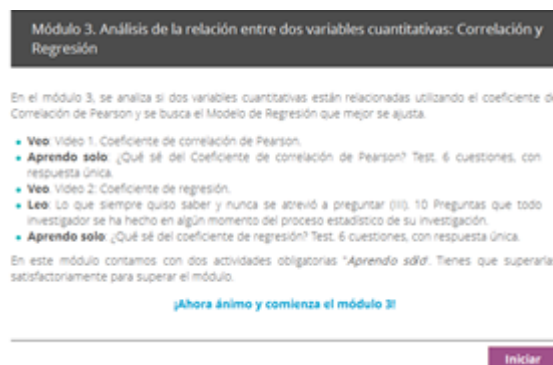 Módulo 3. Análisis de la relación entre dos variables cuantitativas: Correlación y
Regresión
En el módulo 3, se analiza si dos variables cuantitativas están relacionadas utilizando el coeficiente de
Correlación de Pearson y se busca el Modelo de Regresión que mejor se ajusta.
• Veo: Video 1. Coeficiente de correlación de Pearson.
• Aprendo solo: ¿Qué sé del Coeficiente de correlación de Pearson? Test. 6 cuestiones, con
respuesta única.
• Veo. Video 2: Coeficiente de regresión.
• Leo: Lo que siempre quiso saber y nunca se atrevió a preguntar (III). 10 Preguntas que todo
investigador se ha hecho en algún momento del proceso estadístico de su investigación.
• Aprendo solo: ¿Qué sé del coeficiente de regresión? Test. 6 cuestiones, con respuesta única.
En este módulo contamos con dos actividades obligatorias "Aprendo sólo". Tienes que superarlas
satisfactoriamente para superar el módulo.
¡Ahora ánimo y comienza el módulo 3!
Iniciar